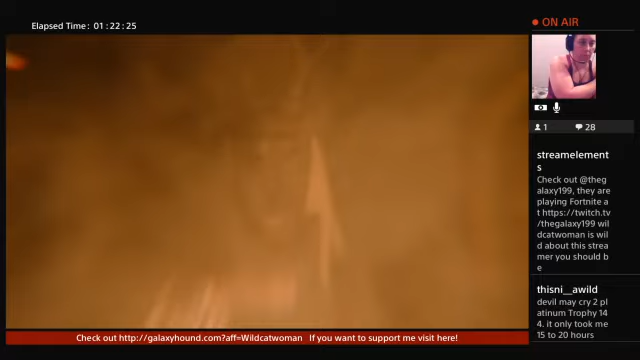 Elapsed Time: 01:22:25
ON AIR
1 28
streamelement
s
Check out @theg
alaxy199, they are
playing Fortnite a
t https://twitch.tv
/thegalaxy199 wil
dcatwoman is wil
d about this strea
mer you should b
e
thisni__awild
devil may cry 2 pl
atinum Trophy 14
4. it only took me
15 to 20 hours
Check out http://galaxyhound.com?aff=Wildcatwoman If you want to support me visit here!